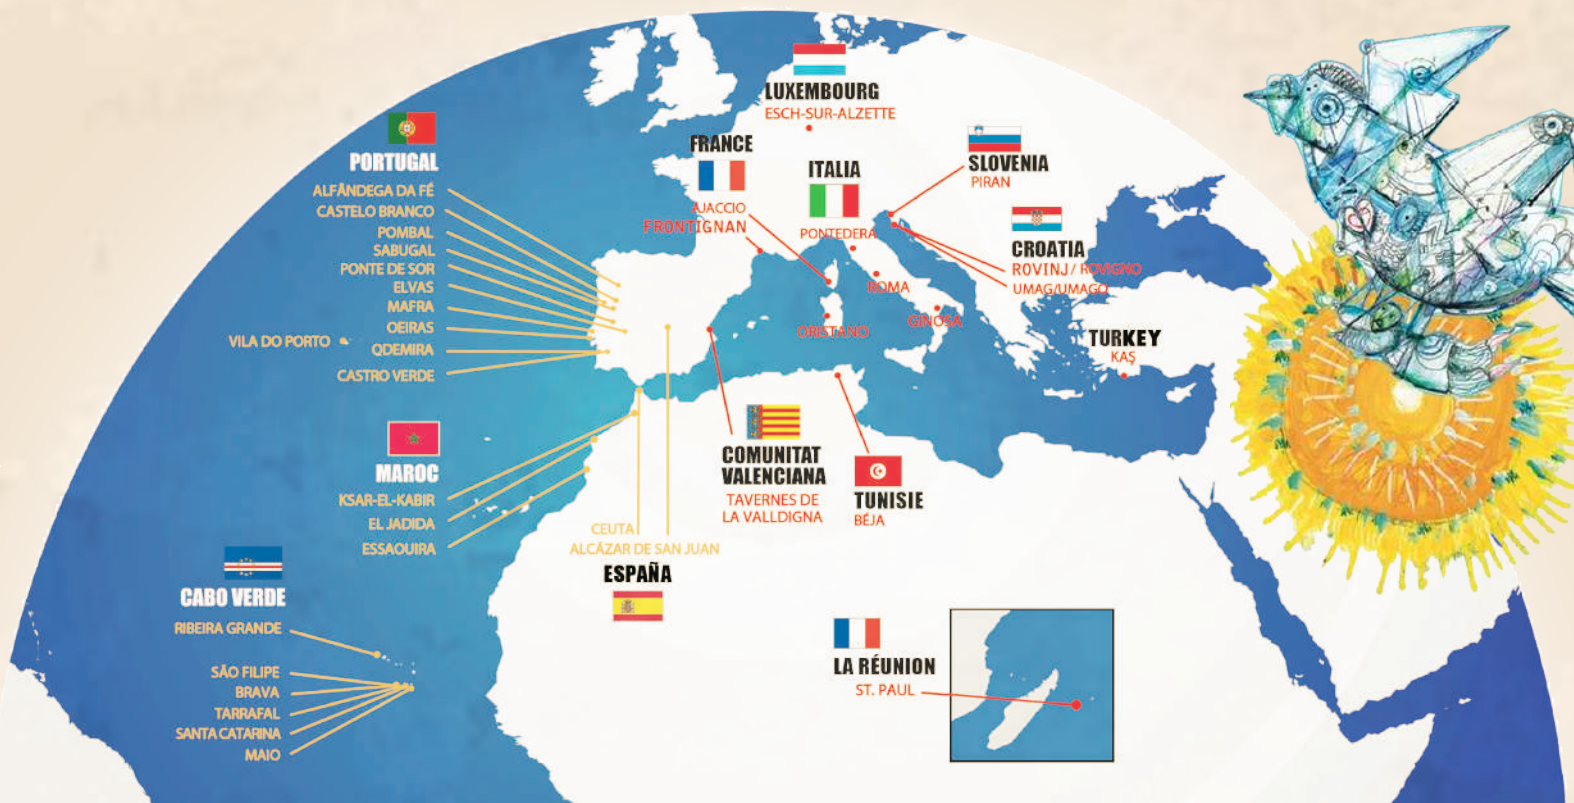 LUXEMBOURG
ESCH-SUR-ALZETTE
FRANCE
AJACCIO
FRONTIGNAN
ITALIA
PONTEDERA
ROMA
ORISTANO
GINOSA
SLOVENIA
PIRAN
CROATIA
ROVINJ / ROVIGNO
UMAG/UMAGO
TURKEY
KAŞ
PORTUGAL
ALFÂNDEGA DA FÉ
CASTELO BRANCO
POMBAL
SABUGAL
PONTE DE SOR
ELVAS
MAFRA
OEIRAS
VILA DO PORTO
ODEMIRA
CASTRO VERDE
MAROC
KSAR-EL-KABIR
EL JADIDA
ESSAOUIRA
CEUTA
ALCÁZAR DE SAN JUAN
ESPAÑA
COMUNITAT
VALENCIANA
TAVERNES DE
LA VALLDIGNA
TUNISIE
BÉJA
CABO VERDE
RIBEIRA GRANDE
SÃO FILIPE
BRAVA
TARRAFAL
SANTA CATARINA
MAIO
LA RÉUNION
ST. PAUL